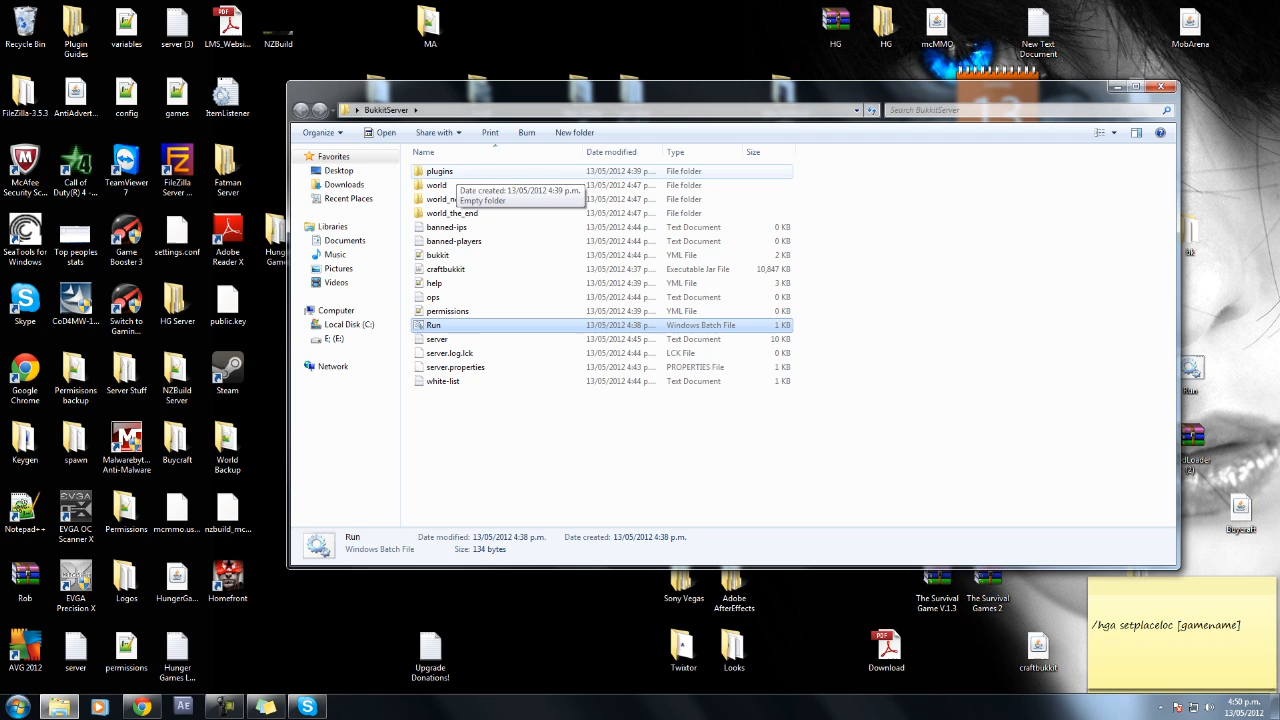 Recycle Bin
Plugin Guides
variables
server (3)
LMS_Websi...
NZBuild
MA
HG
HG
mcMMO
New Text Document
MobArena
FileZilla-3.5.3
AntiAdvert...
config
games
BukkitServer
Search BukkitServer
Organize
Open
Share with
Print
Burn
New folder
Favorites
Desktop
Downloads
Recent Places
Libraries
Documents
Music
Pictures
Videos
Computer
Local Disk (C:)
E: (E:)
Network
Name Date modified Type Size
plugins 13/05/2012 4:39 p.... File folder
world 13/05/2012 4:47 p.... File folder
13/05/2012 4:47 p.... File folder
world_the_end 13/05/2012 4:47 p.... File folder
banned-ips 13/05/2012 4:44 p.... Text Document 0 KB
banned-players 13/05/2012 4:44 p.... Text Document 0 KB
bukkit 13/05/2012 4:44 p.... YML File 2 KB
craftbukkit 13/05/2012 4:37 p.... Executable Jar File 10,847 KB
help 13/05/2012 4:39 p.... YML File 3 KB
ops 13/05/2012 4:44 p.... Text Document 0 KB
permissions 13/05/2012 4:39 p.... YML File 0 KB
Run 13/05/2012 4:38 p.... Windows Batch File 1 KB
server 13/05/2012 4:45 p.... Text Document 10 KB
server.log.lck 13/05/2012 4:44 p.... LCK File 0 KB
server.properties 13/05/2012 4:43 p.... PROPERTIES File 1 KB
white-list 13/05/2012 4:44 p.... Text Document 0 KB
Date created: 13/05/2012 4:39 p.m.
Empty folder
Run Date modified: 13/05/2012 4:38 p.m. Date created: 13/05/2012 4:38 p.m.
Windows Batch File Size: 134 bytes
McAfee Security Sc...
Call of Duty(R) 4 -...
TeamViewer 7
FileZilla Server ...
Fatman Server
SeaTools for Windows
Top peoples stats
Game Booster 3
settings.conf
Adobe Reader X
Skype
CoD4MW-1...
Switch to Gamin...
HG Server
public.key
Google Chrome
Permisions backup
Server Stuff
NZBuild Server
Steam
Keygen
spawn
Malwarebyt... Anti-Malware
Buycraft
World Backup
Notepad++
EVGA OC Scanner X
Permissions
mcmmo.us...
nzbuild_mc...
Rob
EVGA Precision X
Logos
HungerGa...
Homefront
AVG 2012
server
permissions
Hunger Games L...
Upgrade Donations!
bk
Run
Buycraft
Sony Vegas
Adobe AfterEffects
The Survival Game V.1.3
The Survival Games 2
Twixtor
Looks
Download
craftbukkit
/hga setplaceloc [gamename]
4:50 p.m.
13/05/2012